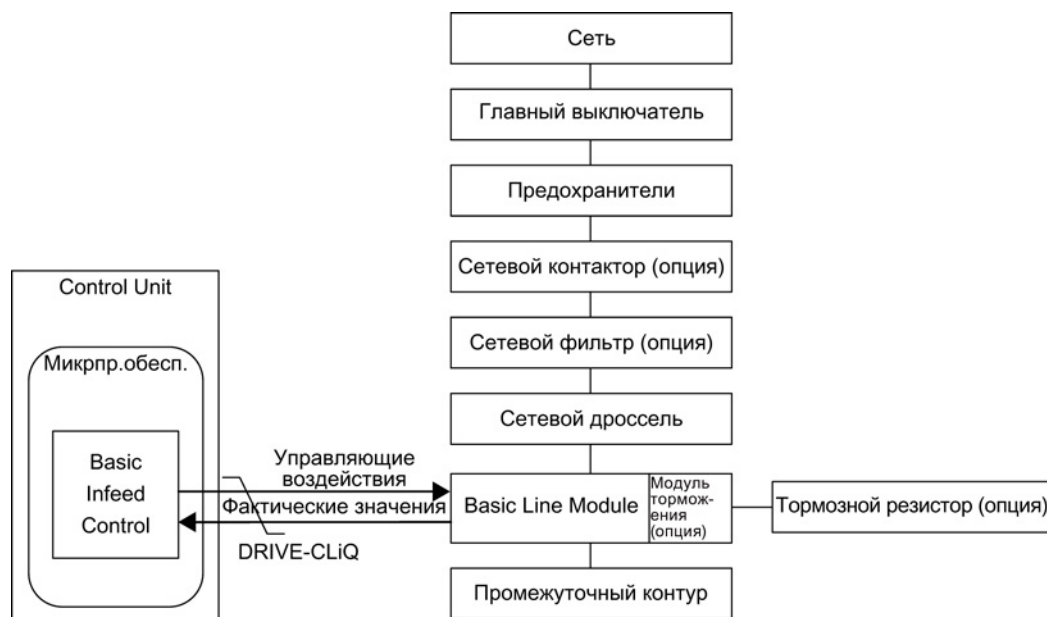 Сеть
Главный выключатель
Предохранители
Сетевой контактор (опция)
Control Unit
Сетевой фильтр (опция)
Микрпр.обесп.
Сетевой дроссель
Basic
Infeed
Control
Управляющие
воздействия
Фактические значения
DRIVE-CLiQ
Basic Line Module
Модуль
тормож-
ения
(опция)
Тормозной резистор (опция)
Промежуточный контур